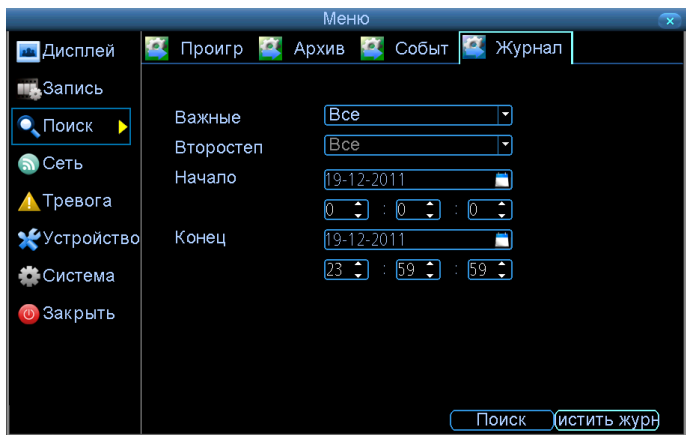 Меню
Дисплей
Запись
Поиск
Сеть
Тревога
Устройство
Система
Закрыть
Проигр Архив Событ Журнал
Важные Все
Второстеп Все
Начало 19-12-2011
0 : 0 : 0
Конец 19-12-2011
23 : 59 : 59
Поиск истить журн